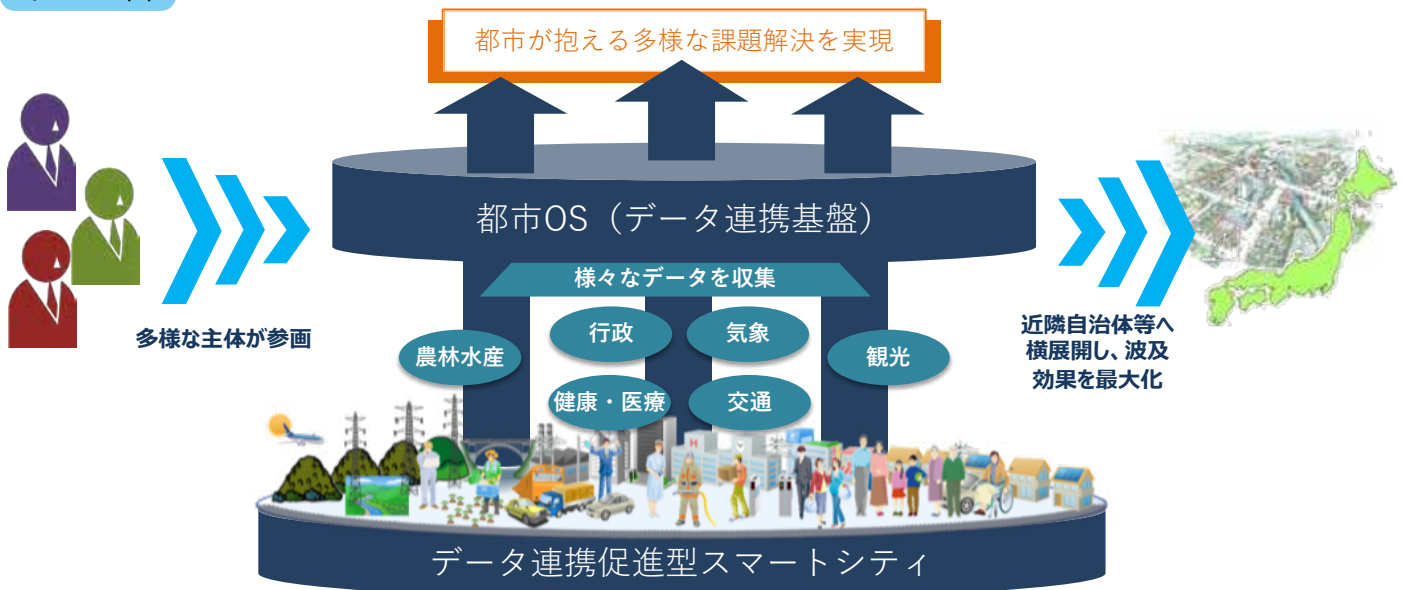 都市が抱える多様な課題解決を実現
都市OS（データ連携基盤）
様々なデータを収集
行政
気象
農林水産
観光
健康・医療
交通
多様な主体が参画
近隣自治体等へ
横展開し、波及
効果を最大化
データ連携促進型スマートシティ